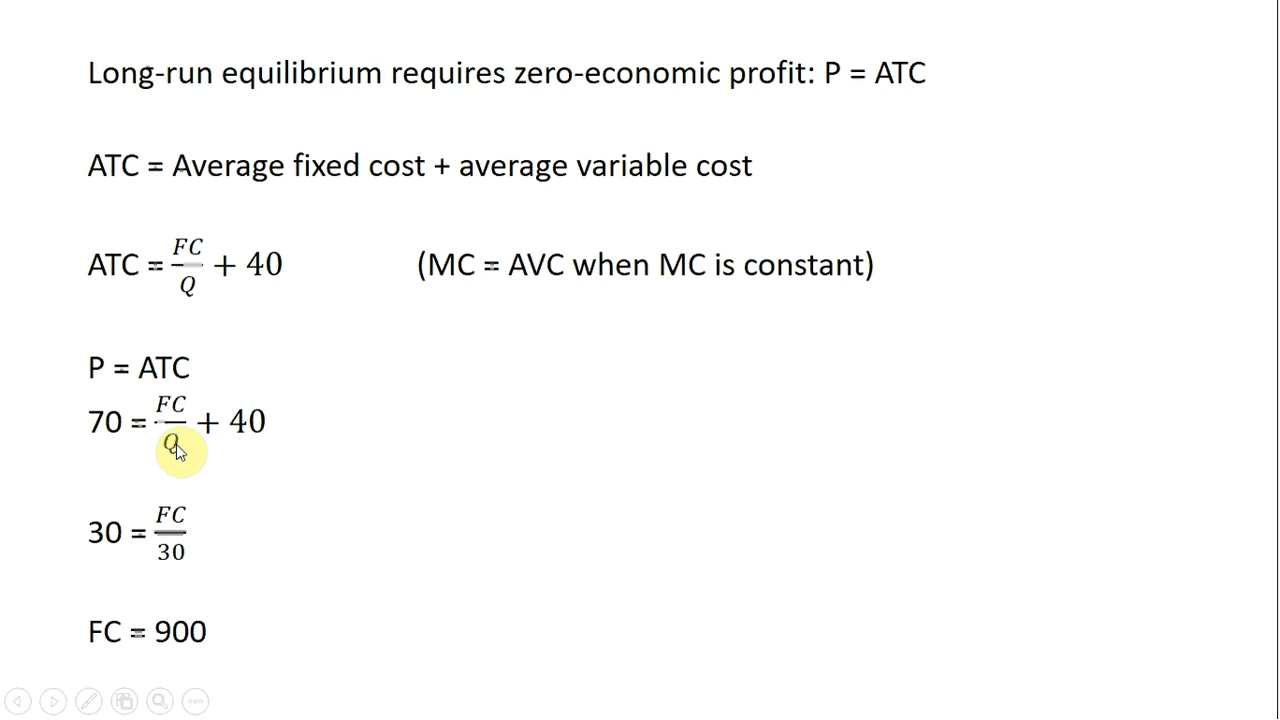 Long-run equilibrium requires zero-economic profit: P = ATC
ATC = Average fixed cost + average variable cost
ATC = FC/Q + 40 (MC = AVC when MC is constant)
P = ATC
70 = FC/Q + 40
30 = FC/30
FC = 900